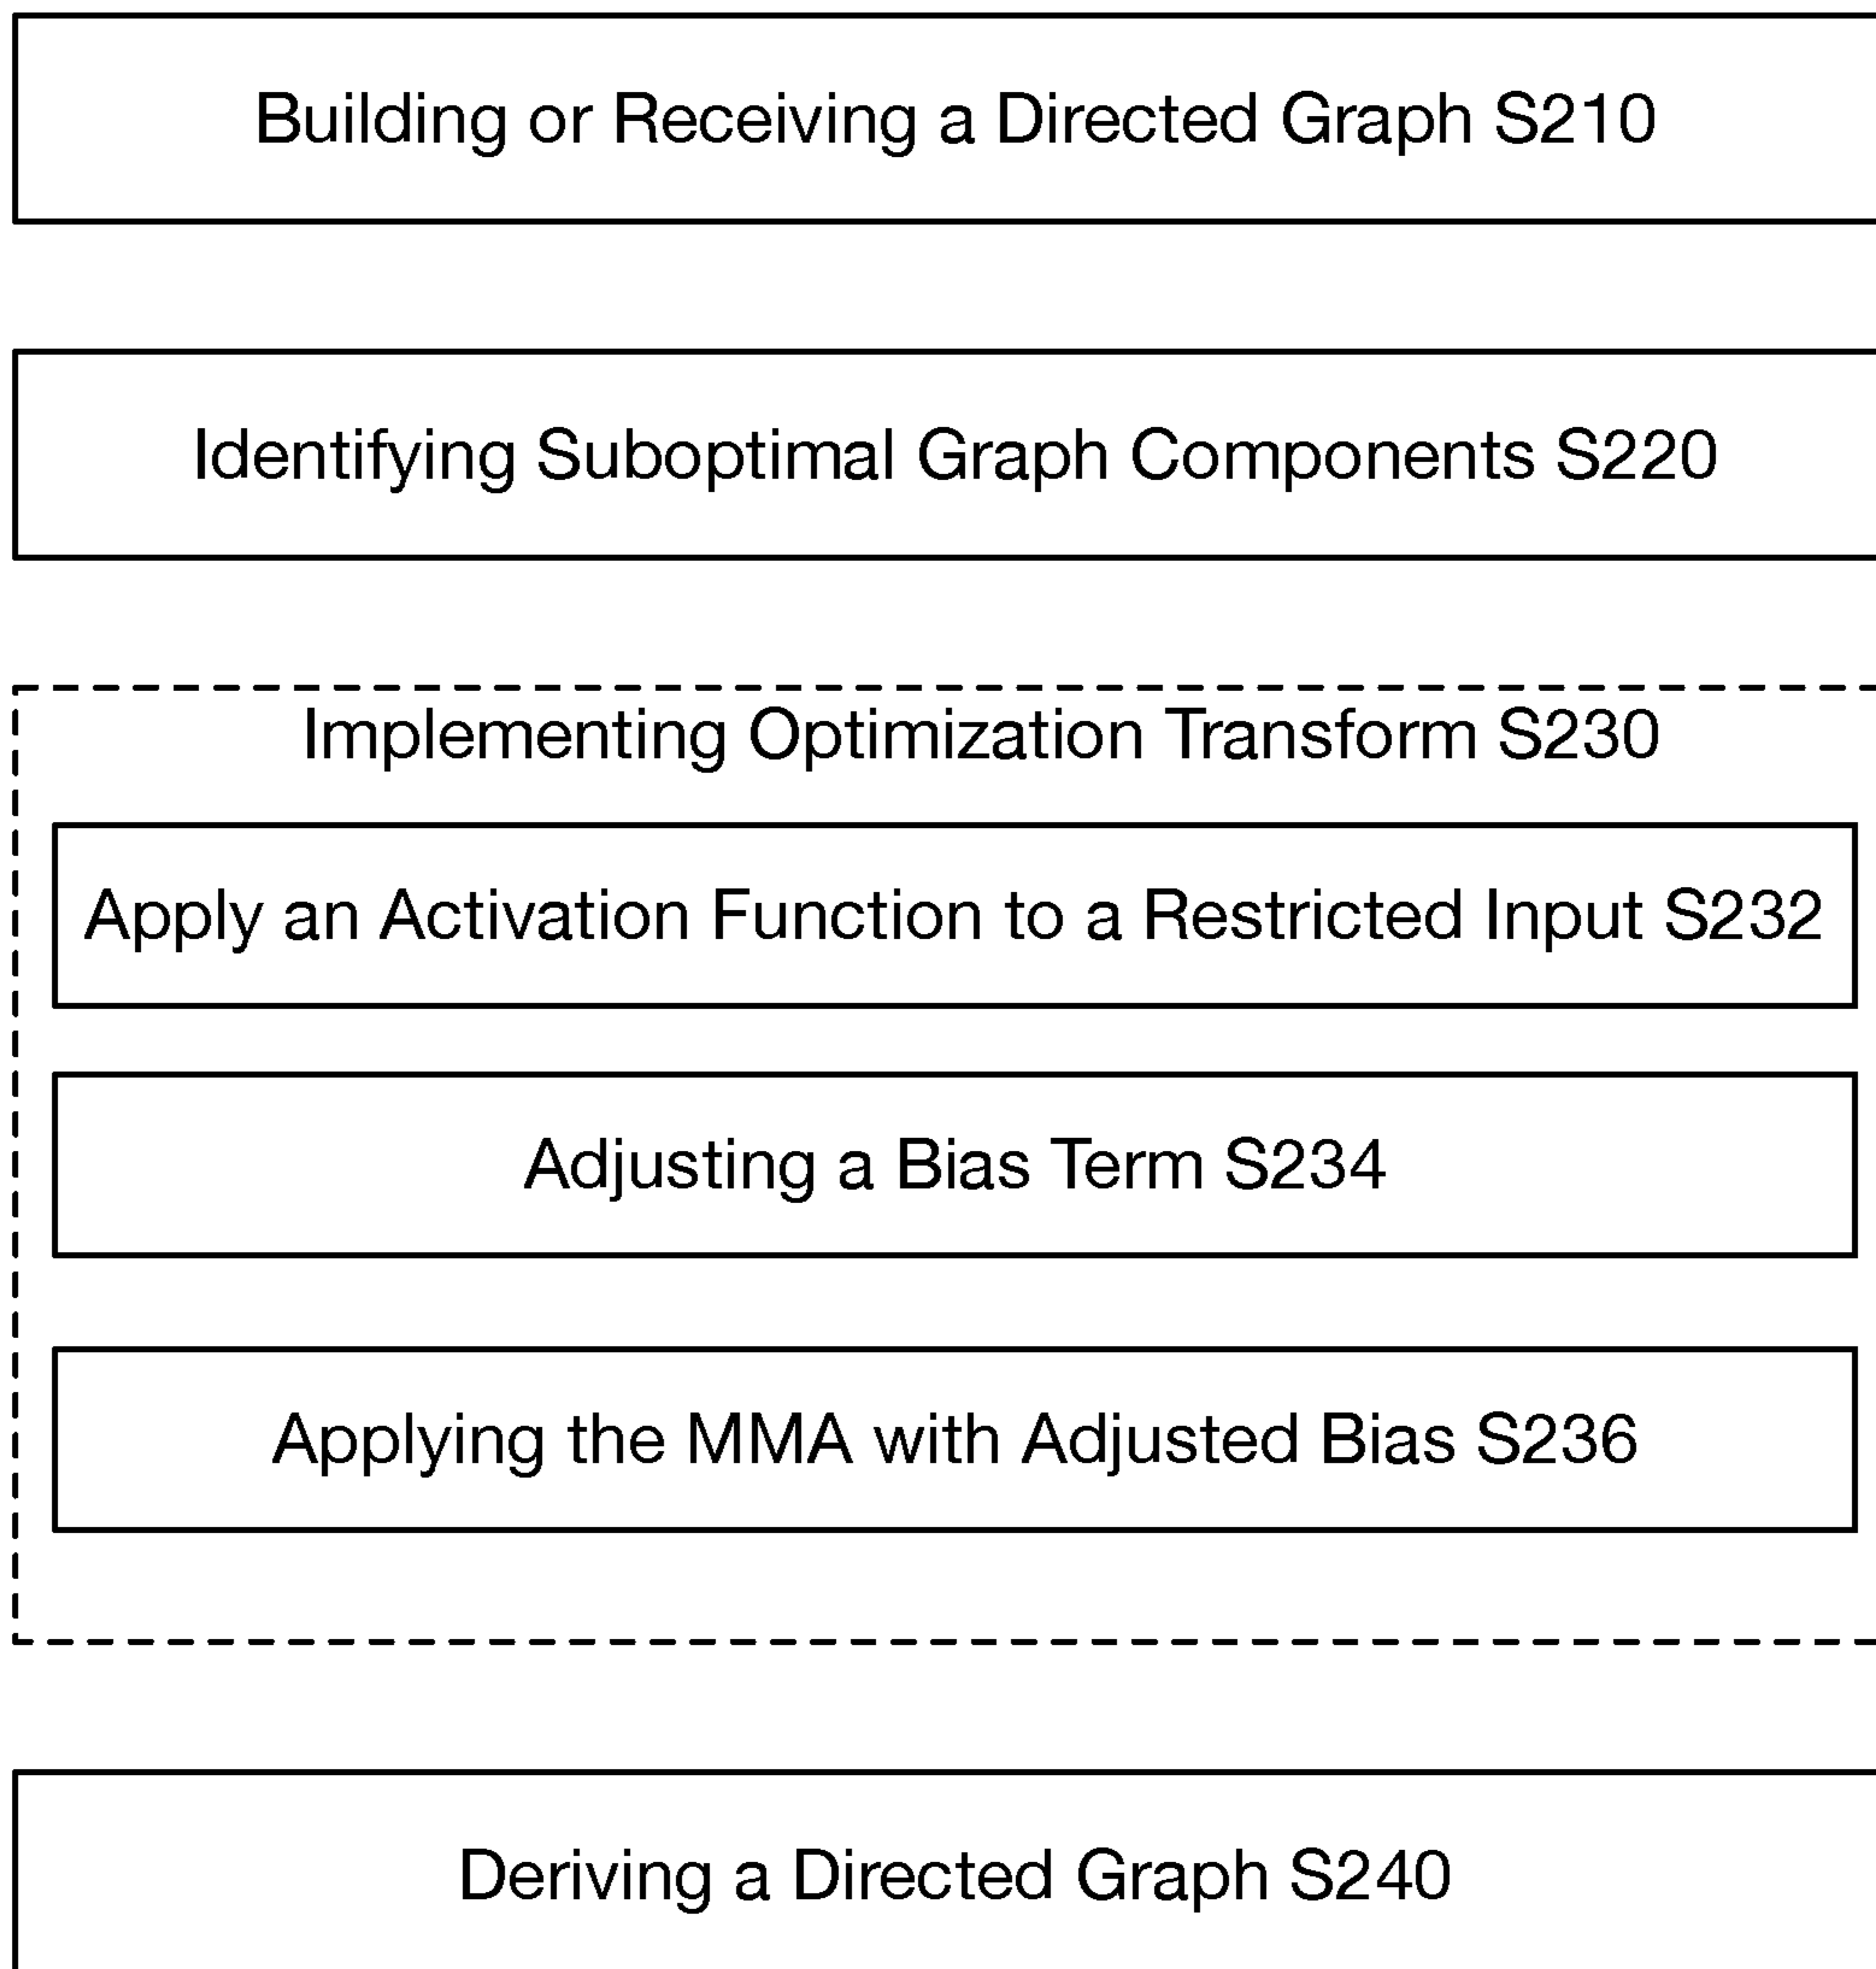 Building or Receiving a Directed Graph S210
Identifying Suboptimal Graph Components S220
Implementing Optimization Transform S230
Apply an Activation Function to a Restricted Input S232
Adjusting a Bias Term S234
Applying the MMA with Adjusted Bias S236
Deriving a Directed Graph S240